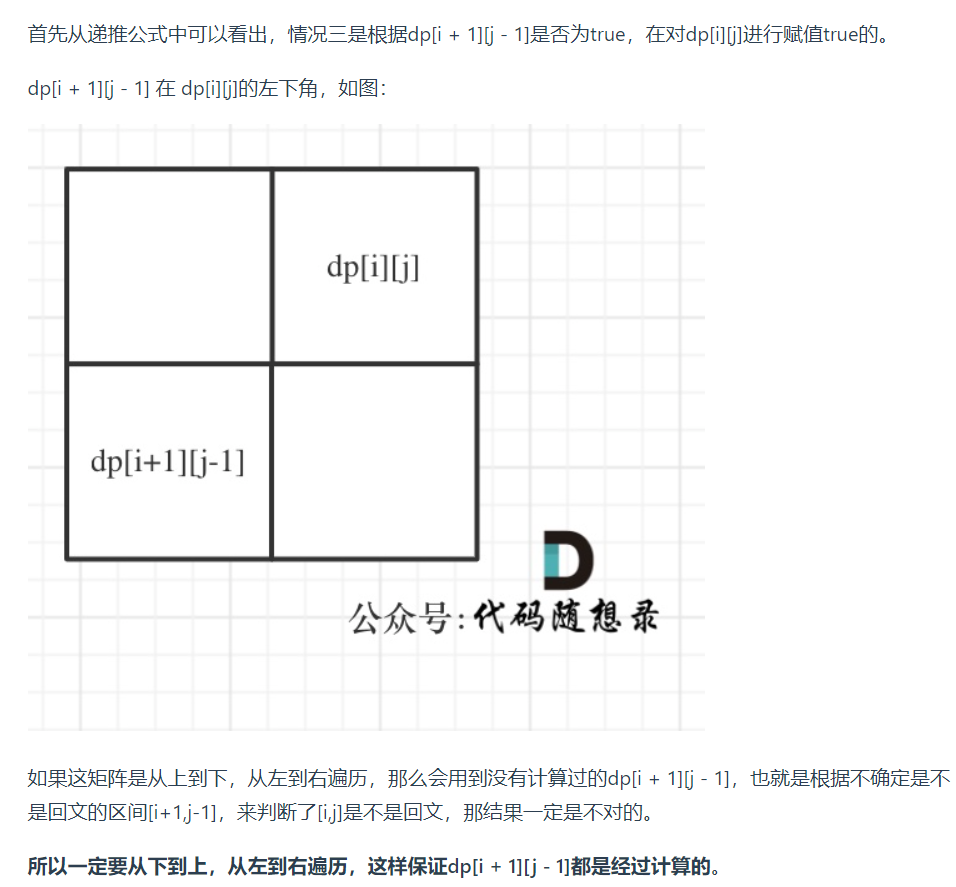 首先从递推公式中可以看出，情况三是根据dp[i + 1][j - 1]是否为true，在对dp[i][j]进行赋值true的。
dp[i + 1][j - 1] 在 dp[i][j]的左下角，如图：
dp[i][j]
dp[i+1][j-1]
D
公众号:代码随想录
如果这矩阵是从上到下，从左到右遍历，那么会用到没有计算过的dp[i + 1][j - 1]，也就是根据不确定是不
是回文的区间[i+1,j-1]，来判断了[i,j]是不是回文，那结果一定是不对的。
所以一定要从下到上，从左到右遍历，这样保证dp[i + 1][j - 1]都是经过计算的。